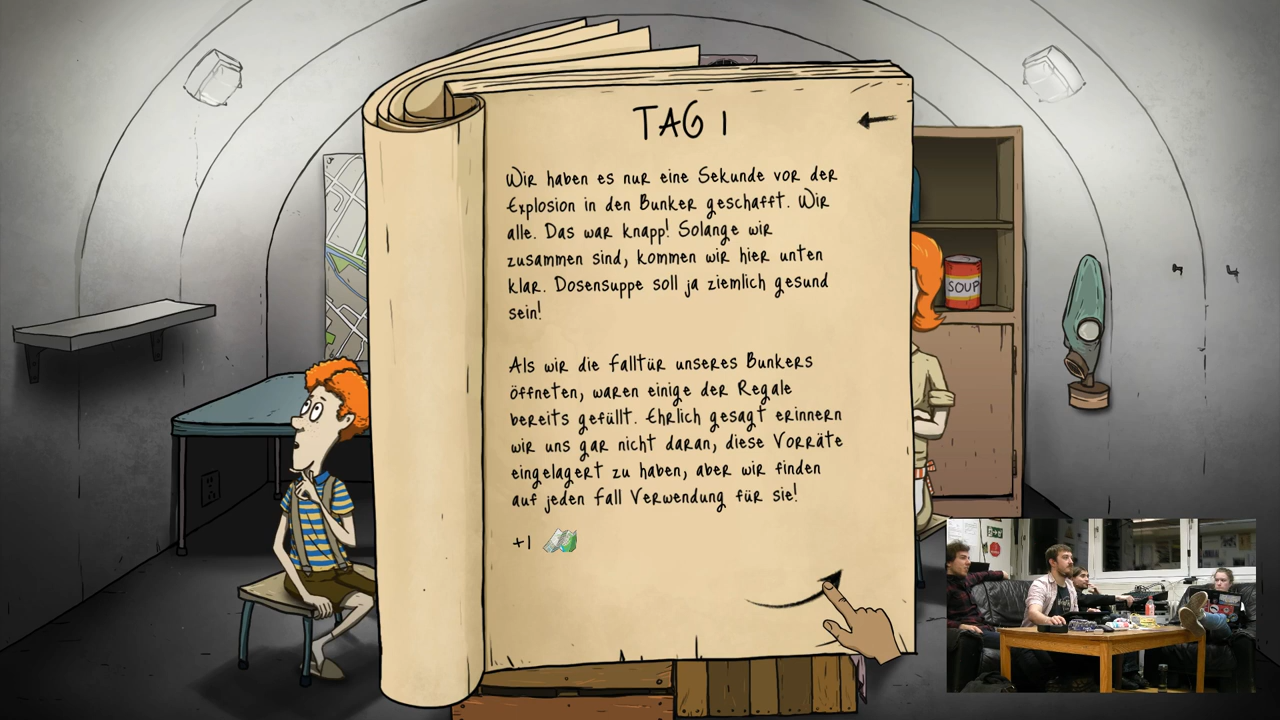 TAG 1
Wir haben es nur eine Sekunde vor der
Explosion in den Bunker geschafft. Wir
alle. Das war knapp! Solange wir
zusammen sind, kommen wir hier unten
klar. Dosensuppe soll ja ziemlich gesund
sein!
Als wir die Falltür unseres Bunkers
öffneten, waren einige der Regale
bereits gefüllt. Ehrlich gesagt erinnern
wir uns gar nicht daran, diese Vorräte
eingelagert zu haben, aber wir finden
auf jeden Fall Verwendung für sie!
+1
SOUP